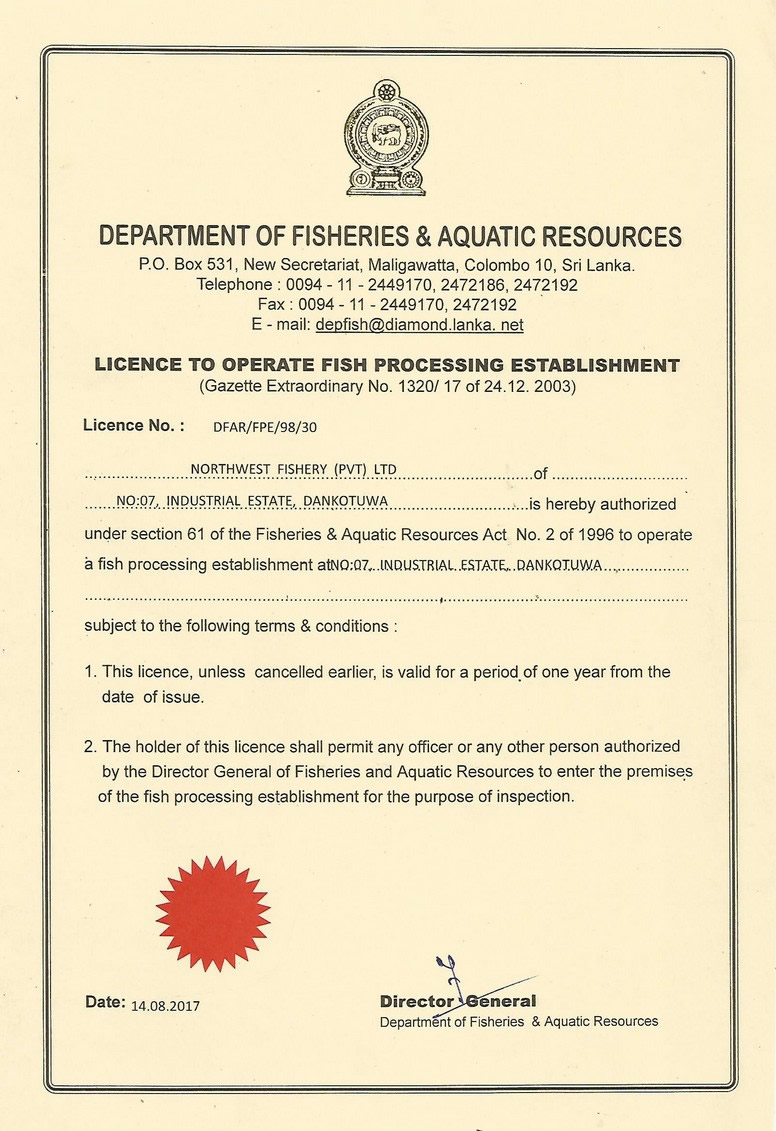 DEPARTMENT OF FISHERIES & AQUATIC RESOURCES
P.O. Box 531, New Secretariat, Maligawatta, Colombo 10, Sri Lanka.
Telephone : 0094 - 11 - 2449170, 2472186, 2472192
Fax : 0094 - 11 - 2449170, 2472192
E - mail: depfish@diamond.lanka. net
LICENCE TO OPERATE FISH PROCESSING ESTABLISHMENT
(Gazette Extraordinary No. 1320/ 17 of 24.12. 2003)
Licence No. : DFAR/FPE/98/30
NORTHWEST FISHERY (PVT) LTD of
NO:07, INDUSTRIAL ESTATE, DANKOTUWA is hereby authorized
under section 61 of the Fisheries & Aquatic Resources Act No. 2 of 1996 to operate
a fish processing establishment at NO:07, INDUSTRIAL ESTATE, DANKOTUWA
subject to the following terms & conditions :
1. This licence, unless cancelled earlier, is valid for a period of one year from the
date of issue.
2. The holder of this licence shall permit any officer or any other person authorized
by the Director General of Fisheries and Aquatic Resources to enter the premises
of the fish processing establishment for the purpose of inspection.
Date: 14.08.2017
Director General
Department of Fisheries & Aquatic Resources